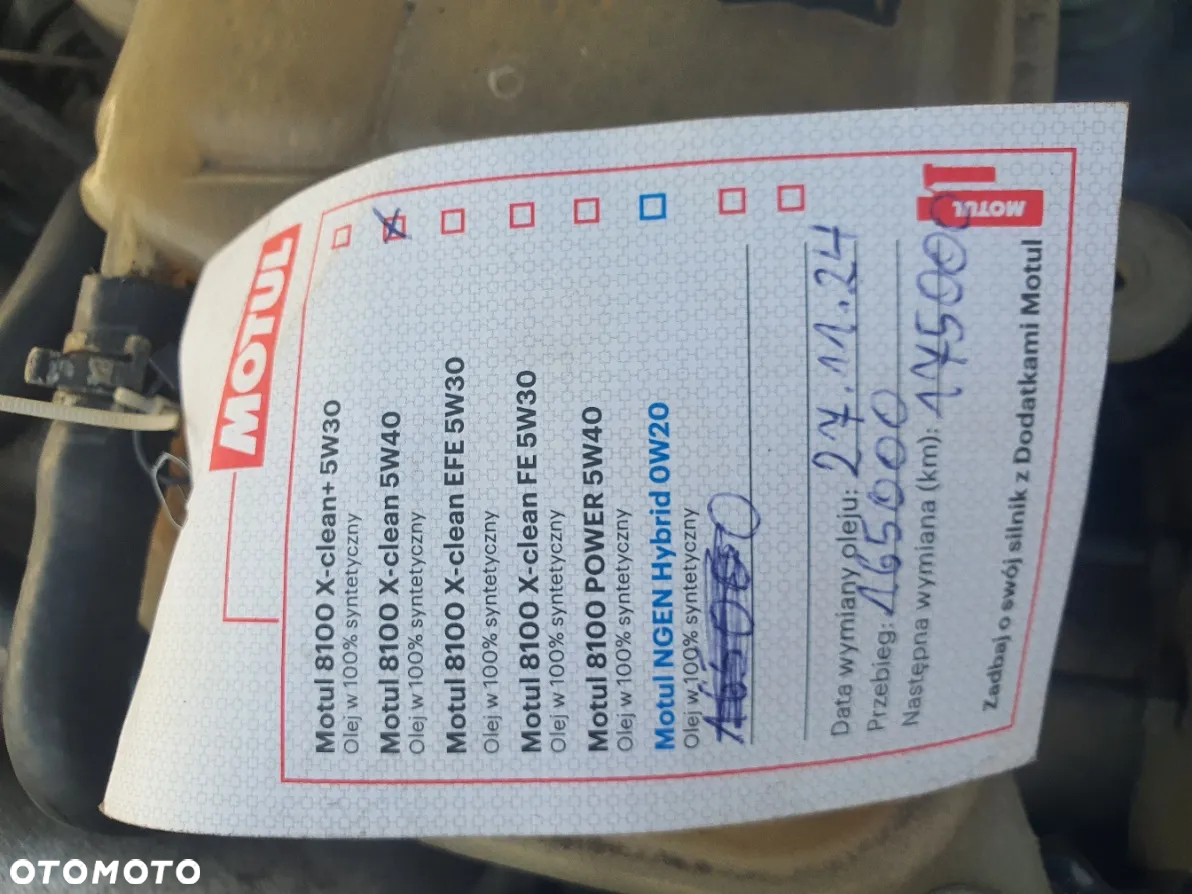 MOTUL
Motul 8100 X-clean+ 5W30
Olej w 100% syntetyczny
Motul 8100 X-clean 5W40
Olej w 100% syntetyczny
Motul 8100 X-clean EFE 5W30
Olej w 100% syntetyczny
Motul 8100 X-clean FE 5W30
Olej w 100% syntetyczny
Motul 8100 POWER 5W40
Olej w 100% syntetyczny
Motul NGEN Hybrid 0W20
Olej w 100% syntetyczny
Data wymiany oleju: 27.11.24
Przebieg: 165000
Następna wymiana (km): 175000
MOTUL
Zadbaj o swój silnik z Dodatkami Motul
OTOMOTO